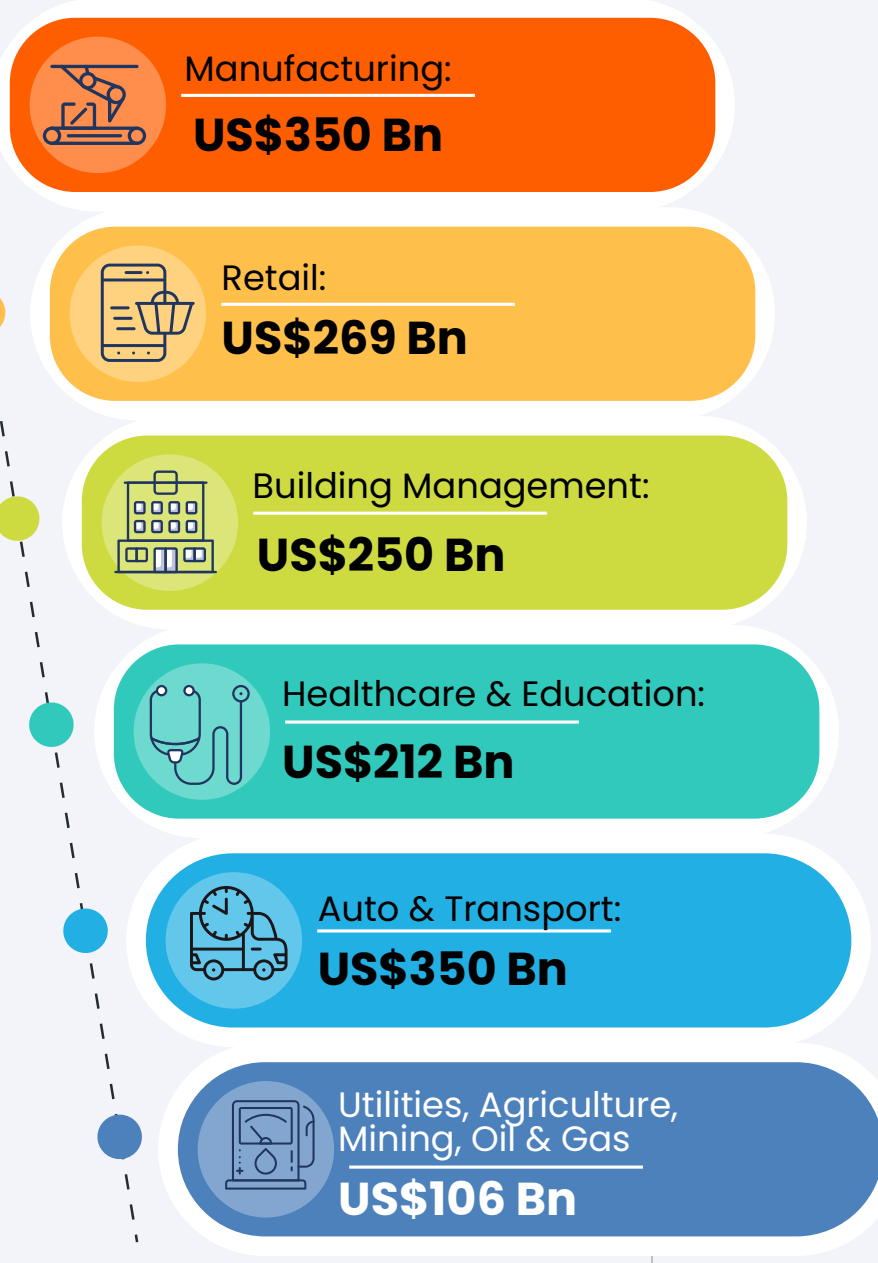 Manufacturing:
US$350 Bn
Retail:
US$269 Bn
Building Management:
US$250 Bn
Healthcare & Education:
US$212 Bn
Auto & Transport:
US$350 Bn
Utilities, Agriculture,
Mining, Oil & Gas
US$106 Bn